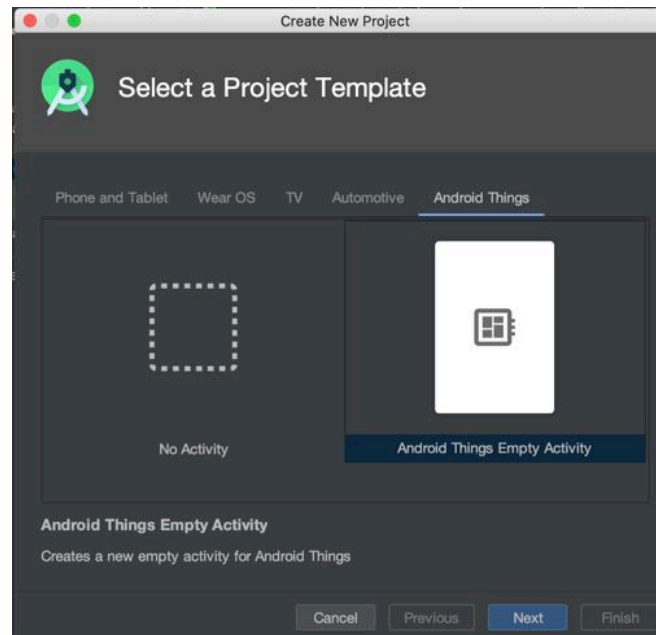 Create New Project
Select a Project Template
Phone and Tablet Wear OS TV Automotive Android Things
No Activity
Android Things Empty Activity
Android Things Empty Activity
Creates a new empty activity for Android Things
Cancel Previous Next Finish